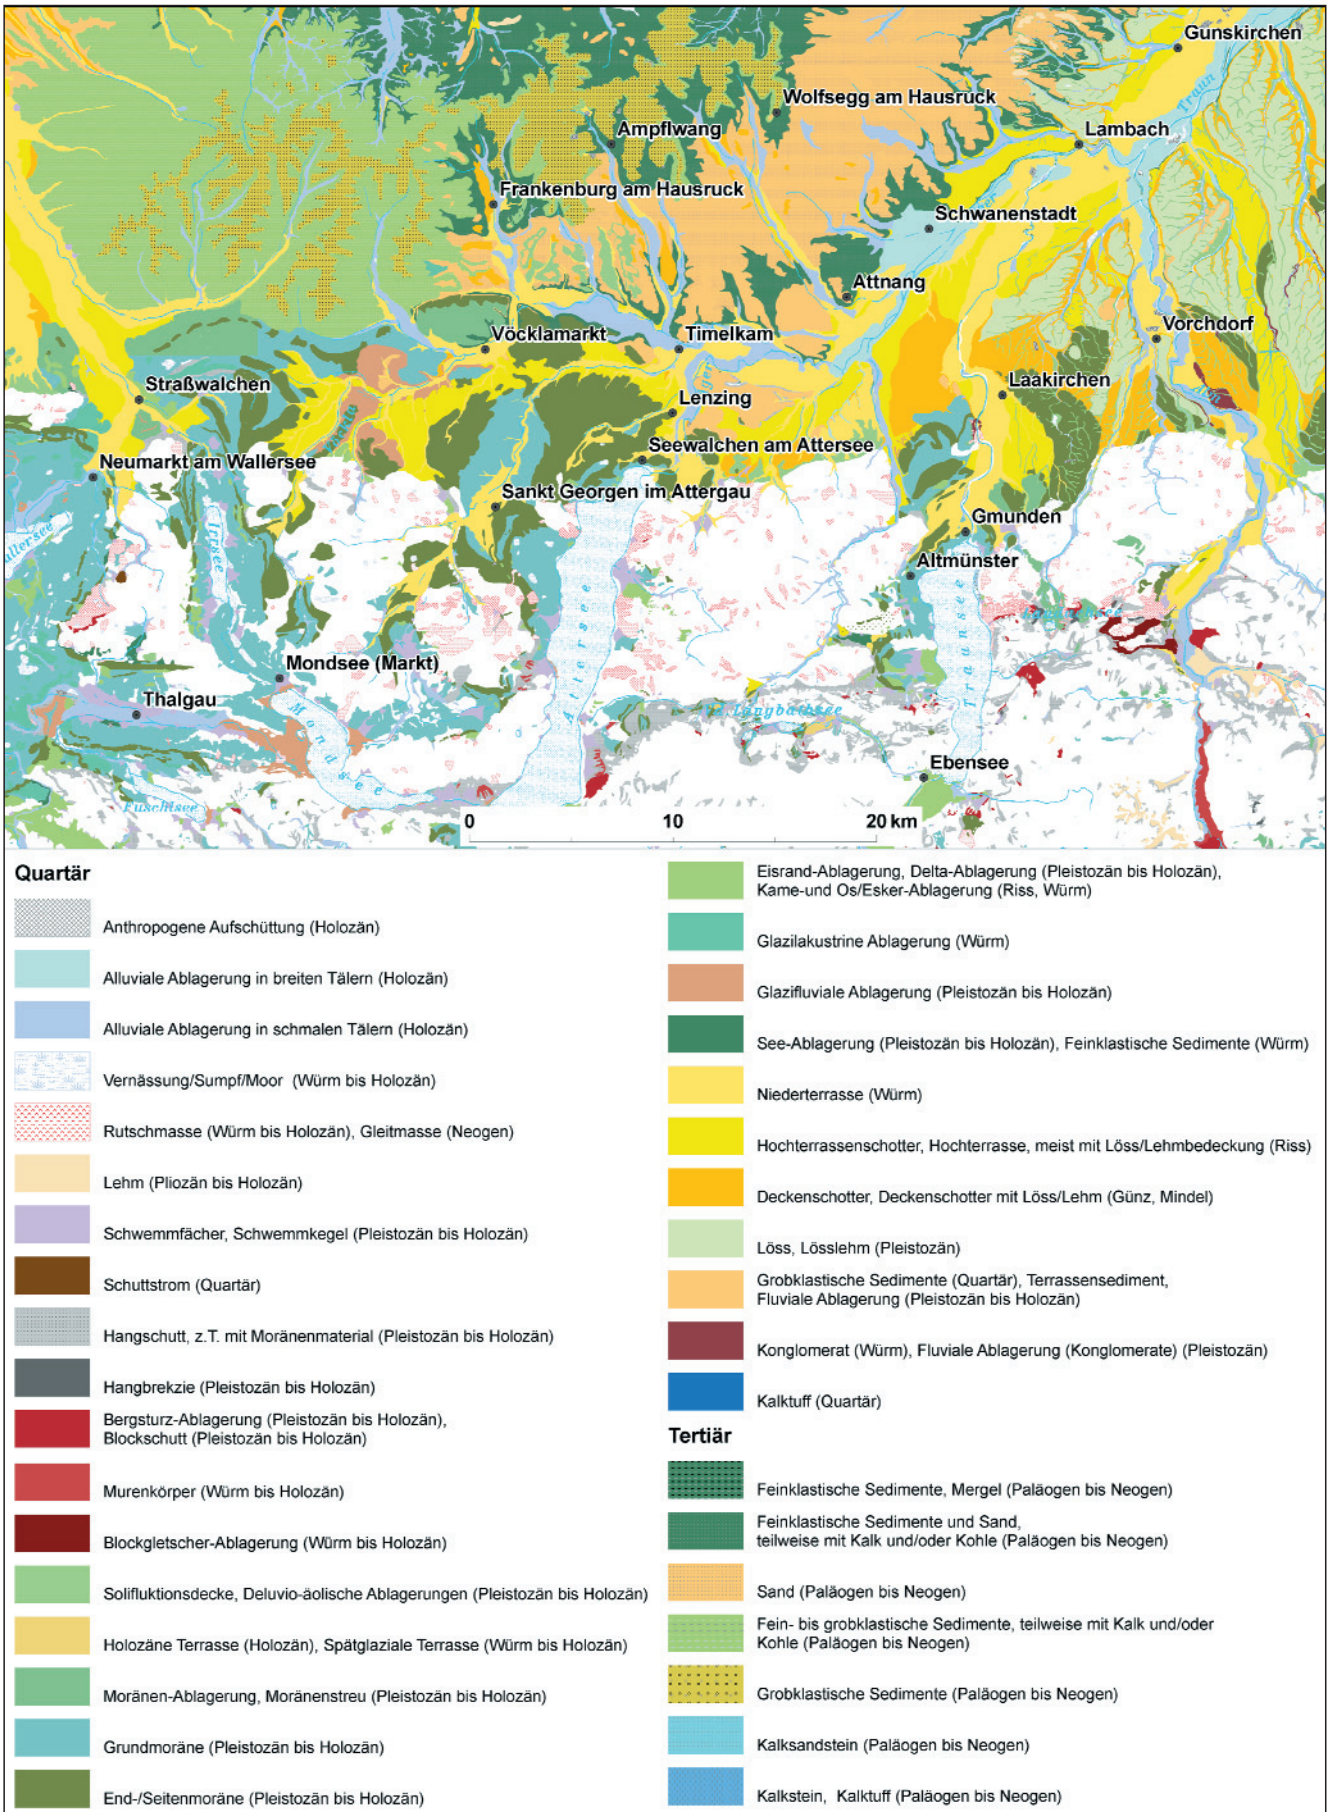 Gunskirchen
Traun
Wolfsegg am Hausruck
Ampflwang
Lambach
Frankenburg am Hausruck
Schwanenstadt
Attnang
Vöcklamarkt
Timelkam
Vorchdorf
Straßwalchen
Laakirchen
Lenzing
Seewalchen am Attersee
Neumarkt am Wallersee
Sankt Georgen im Attergau
Gmunden
Irrsee
Altmünster
Attersee
Traunsee
Mondsee (Markt)
Thalgau
Mondsee
Langbathsee
Ebensee
Fuschlsee
0 10 20 km
Quartär
Anthropogene Aufschüttung (Holozän)
Alluviale Ablagerung in breiten Tälern (Holozän)
Alluviale Ablagerung in schmalen Tälern (Holozän)
Vernässung/Sumpf/Moor (Würm bis Holozän)
Rutschmasse (Würm bis Holozän), Gleitmasse (Neogen)
Lehm (Pliozän bis Holozän)
Schwemmfächer, Schwemmkegel (Pleistozän bis Holozän)
Schuttstrom (Quartär)
Hangschutt, z.T. mit Moränenmaterial (Pleistozän bis Holozän)
Hangbrekzie (Pleistozän bis Holozän)
Bergsturz-Ablagerung (Pleistozän bis Holozän),
Blockschutt (Pleistozän bis Holozän)
Murenkörper (Würm bis Holozän)
Blockgletscher-Ablagerung (Würm bis Holozän)
Solifluktionsdecke, Deluvio-äolische Ablagerungen (Pleistozän bis Holozän)
Holozäne Terrasse (Holozän), Spätglaziale Terrasse (Würm bis Holozän)
Moränen-Ablagerung, Moränenstreu (Pleistozän bis Holozän)
Grundmoräne (Pleistozän bis Holozän)
End-/Seitenmoräne (Pleistozän bis Holozän)
Eisrand-Ablagerung, Delta-Ablagerung (Pleistozän bis Holozän),
Kame-und Os/Esker-Ablagerung (Riss, Würm)
Glazilakustrine Ablagerung (Würm)
Glazifluviale Ablagerung (Pleistozän bis Holozän)
See-Ablagerung (Pleistozän bis Holozän), Feinklastische Sedimente (Würm)
Niederterrasse (Würm)
Hochterrassenschotter, Hochterrasse, meist mit Löss/Lehmbedeckung (Riss)
Deckenschotter, Deckenschotter mit Löss/Lehm (Günz, Mindel)
Löss, Lösslehm (Pleistozän)
Grobklastische Sedimente (Quartär), Terrassensediment,
Fluviale Ablagerung (Pleistozän bis Holozän)
Konglomerat (Würm), Fluviale Ablagerung (Konglomerate) (Pleistozän)
Kalktuff (Quartär)
Tertiär
Feinklastische Sedimente, Mergel (Paläogen bis Neogen)
Feinklastische Sedimente und Sand,
teilweise mit Kalk und/oder Kohle (Paläogen bis Neogen)
Sand (Paläogen bis Neogen)
Fein- bis grobklastische Sedimente, teilweise mit Kalk und/oder
Kohle (Paläogen bis Neogen)
Grobklastische Sedimente (Paläogen bis Neogen)
Kalksandstein (Paläogen bis Neogen)
Kalkstein, Kalktuff (Paläogen bis Neogen)